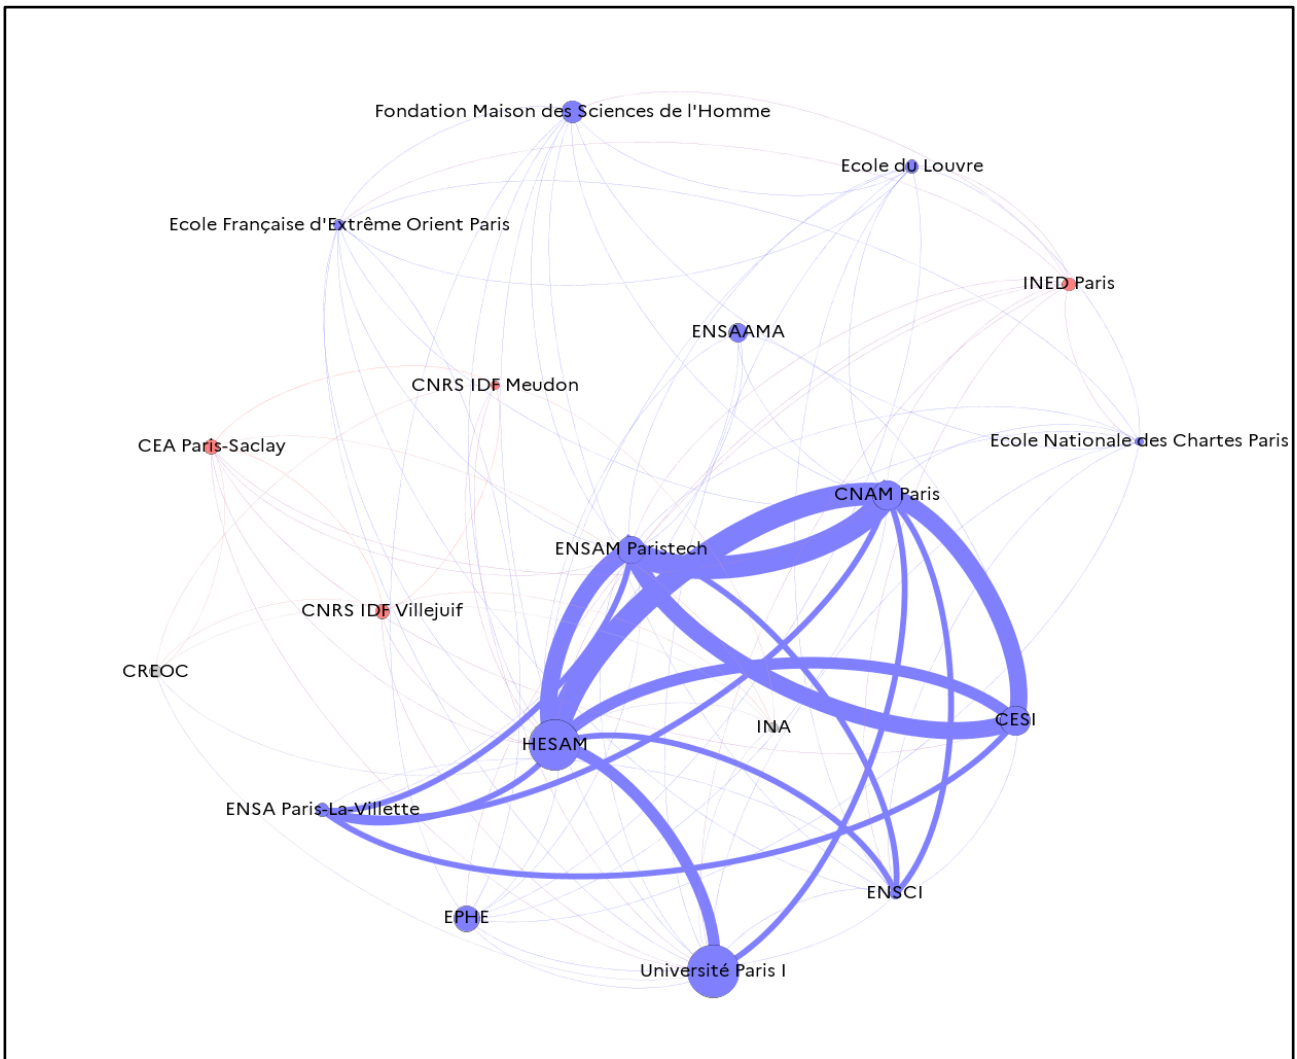 Fondation Maison des Sciences de l'Homme
Ecole du Louvre
Ecole Française d'Extrême Orient Paris
INED Paris
ENSAAMA
CNRS IDF Meudon
CEA Paris-Saclay
Ecole Nationale des Chartes Paris
CNAM Paris
ENSAM Paristech
CNRS IDF Villejuif
CREOC
CESI
INA
HESAM
ENSA Paris-La-Villette
ENSCI
EPHE
Université Paris I